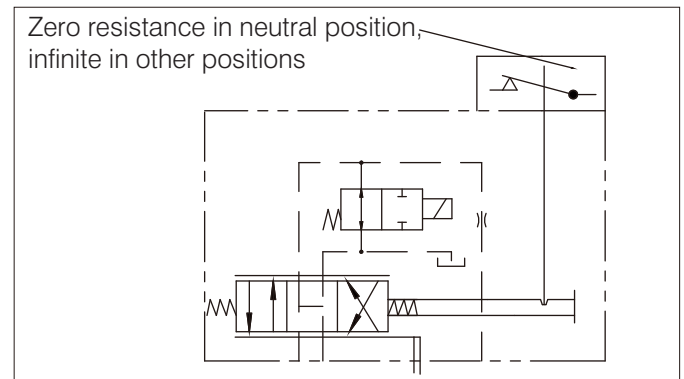 Zero resistance in neutral position,
infinite in other positions